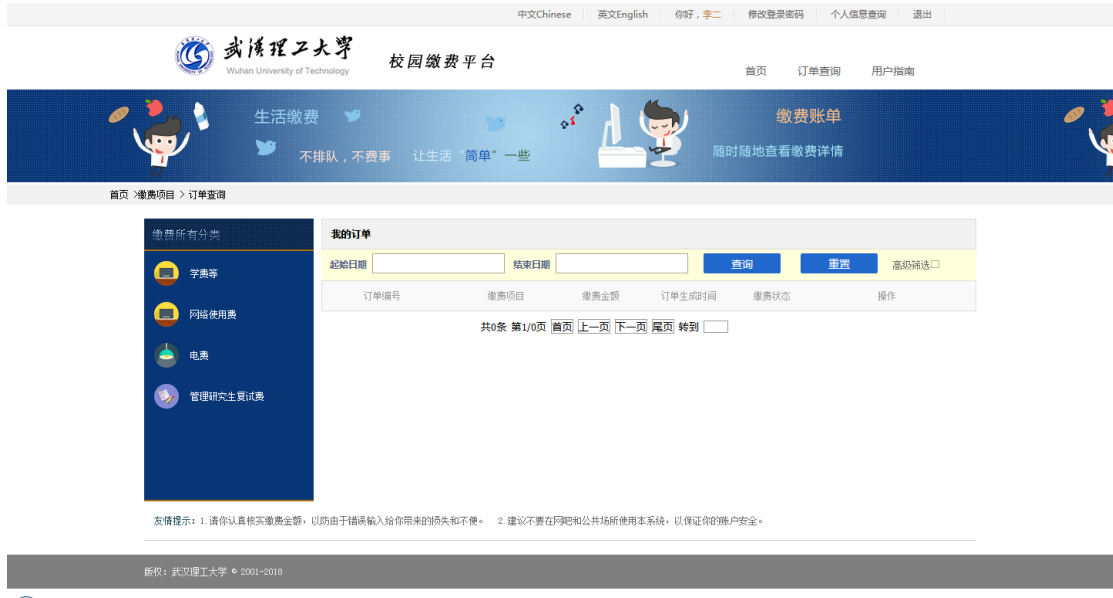 中文Chinese 英文English 你好，李二 修改登录密码 个人信息查询 退出
武漢理工大学
Wuhan University of Technology
校园缴费平台
首页 订单查询 用户指南
生活缴费
不排队，不费事 让生活“简单”一些
缴费账单
随时随地查看缴费详情
首页 >缴费项目 > 订单查询
缴费所有分类
学费等
网络使用费
电费
管理研究生复试费
我的订单
起始日期 结束日期 查询 重置 高级筛选
订单编号 缴费项目 缴费金额 订单生成时间 缴费状态 操作
共0条 第1/0页 首页 上一页 下一页 尾页 转到
友情提示：1.请你认真核实缴费金额，以防由于错误输入给你带来的损失和不便。 2.建议不要在网吧和公共场所使用本系统，以保证你的账户安全。
版权：武汉理工大学 © 2001-2018